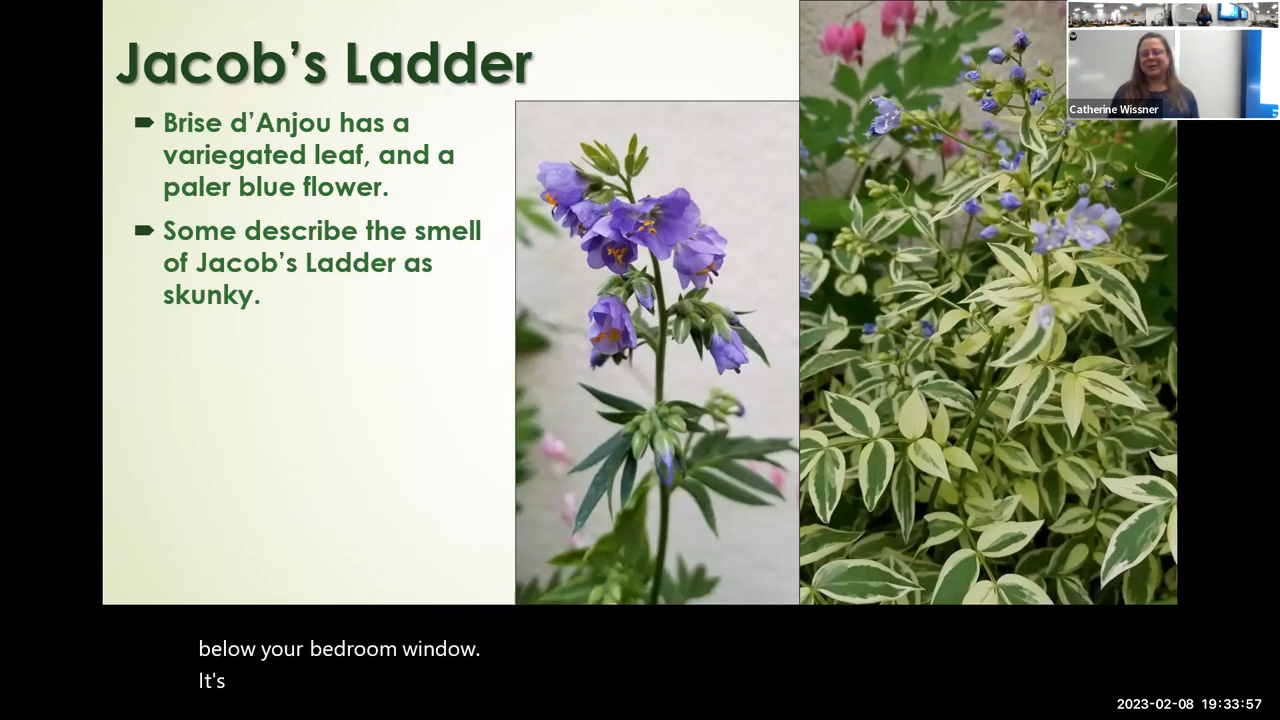 Jacob’s Ladder
Brise d’Anjou has a
variegated leaf, and a
paler blue flower.
Some describe the smell
of Jacob’s Ladder as
skunky.
Catherine Wissner
below your bedroom window.
It's
2023-02-08 19:33:57